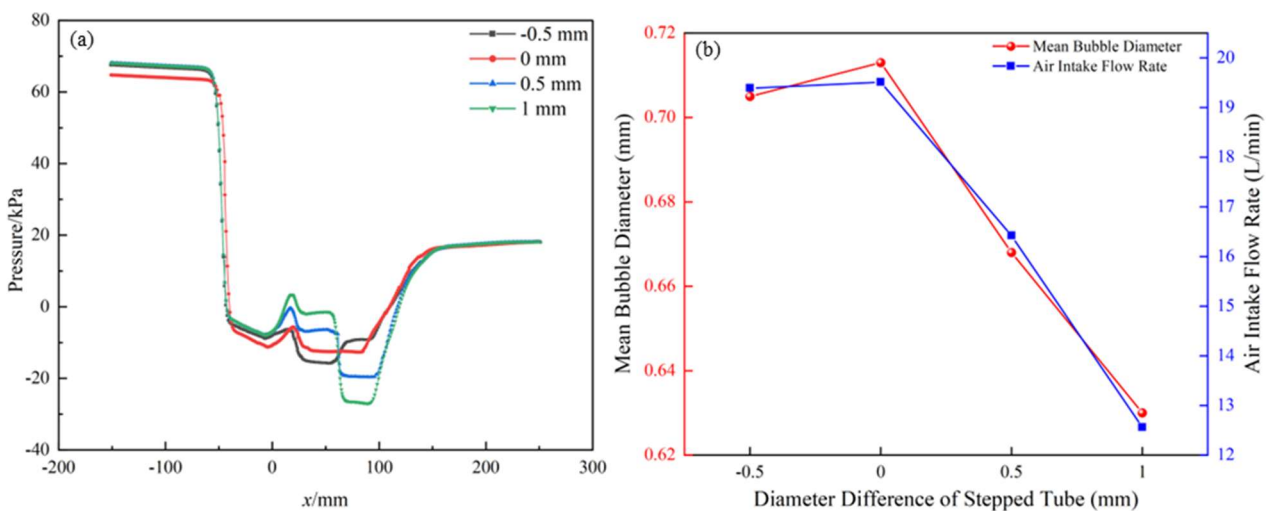 (a)
-0.5 mm
0 mm
0.5 mm
1 mm
80
60
40
20
0
-20
-40
Pressure/kPa
-200
-100
0
100
200
300
x/mm
(b)
Mean Bubble Diameter
Air Intake Flow Rate
0.72
0.70
0.68
0.66
0.64
0.62
Mean Bubble Diameter (mm)
20
19
18
17
16
15
14
13
12
Air Intake Flow Rate (L/min)
-0.5
0
0.5
1
Diameter Difference of Stepped Tube (mm)